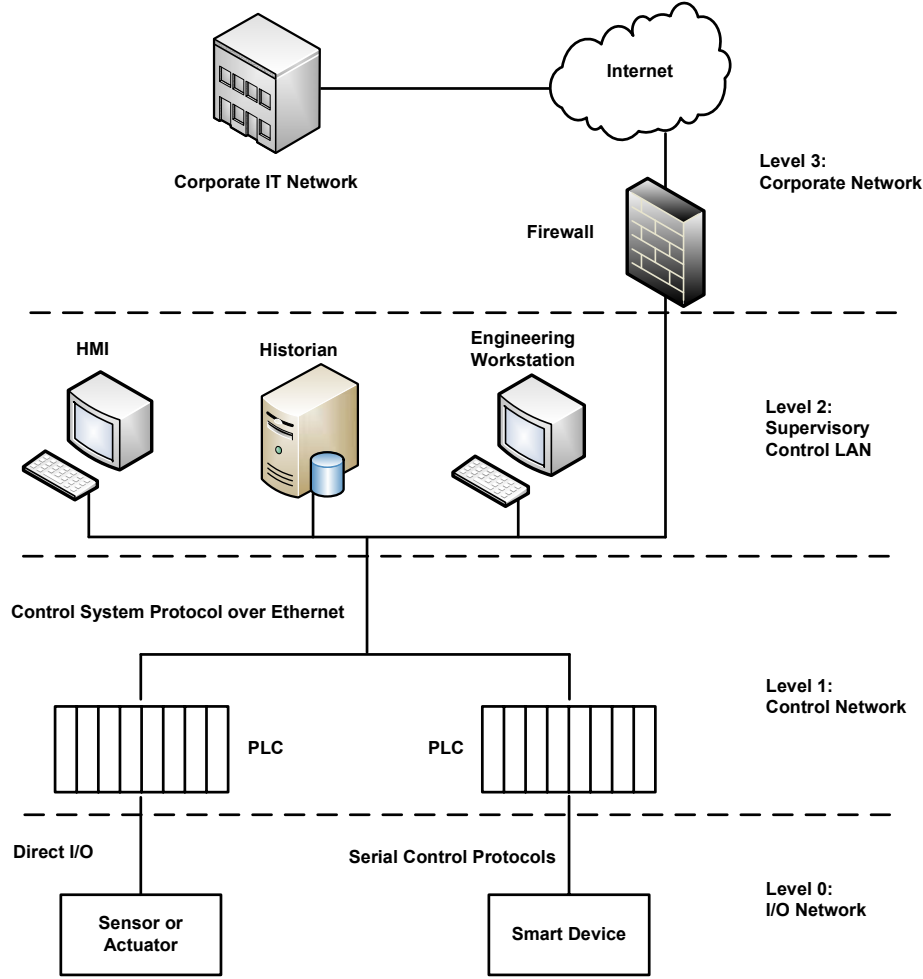 Internet
Corporate IT Network
Level 3:
Corporate Network
Firewall
HMI
Historian
Engineering
Workstation
Level 2:
Supervisory
Control LAN
Control System Protocol over Ethernet
Level 1:
Control Network
PLC
PLC
Direct I/O
Serial Control Protocols
Level 0:
I/O Network
Sensor or
Actuator
Smart Device